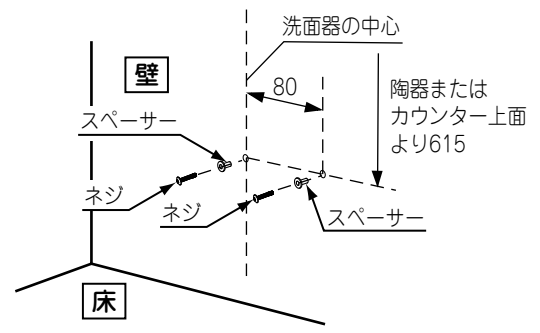 洗面器の中心
壁
80
陶器または
カウンター上面
より615
スペーサー
ネジ
ネジ
スペーサー
床